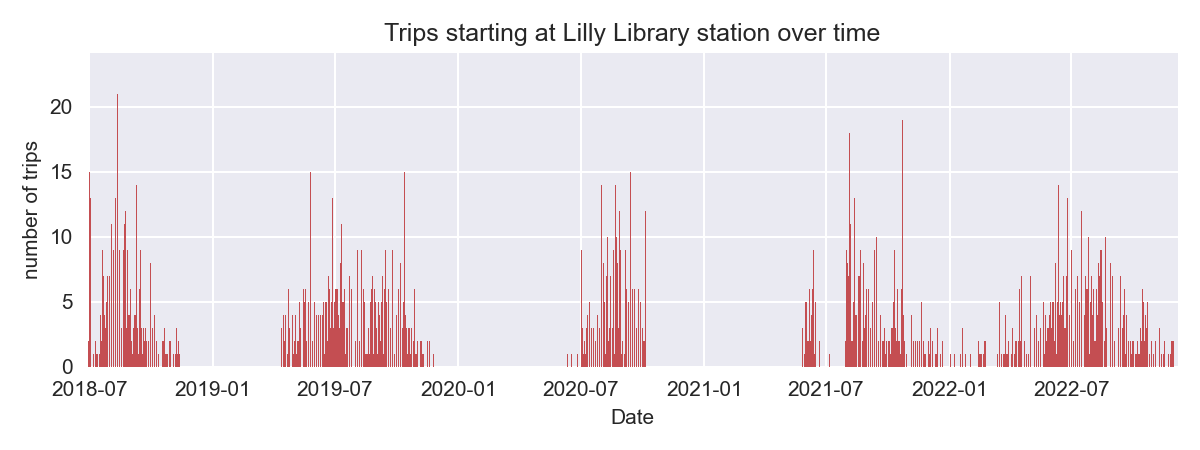 Trips starting at Lilly Library station over time
number of trips
20
15
10
5
0
2018-07 2019-01 2019-07 2020-01 2020-07 2021-01 2021-07 2022-01 2022-07
Date